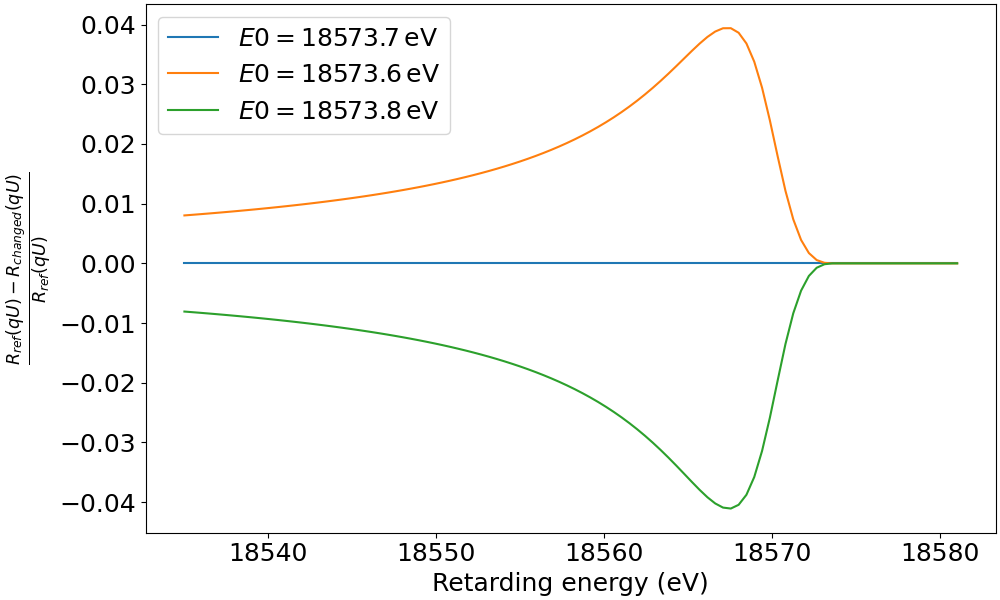 0.04
0.03
0.02
0.01
0.00
−0.01
−0.02
−0.03
−0.04
E0 = 18573.7 eV
E0 = 18573.6 eV
E0 = 18573.8 eV
R_ref(qU) − R_changed(qU)
R_ref(qU)
18540 18550 18560 18570 18580
Retarding energy (eV)